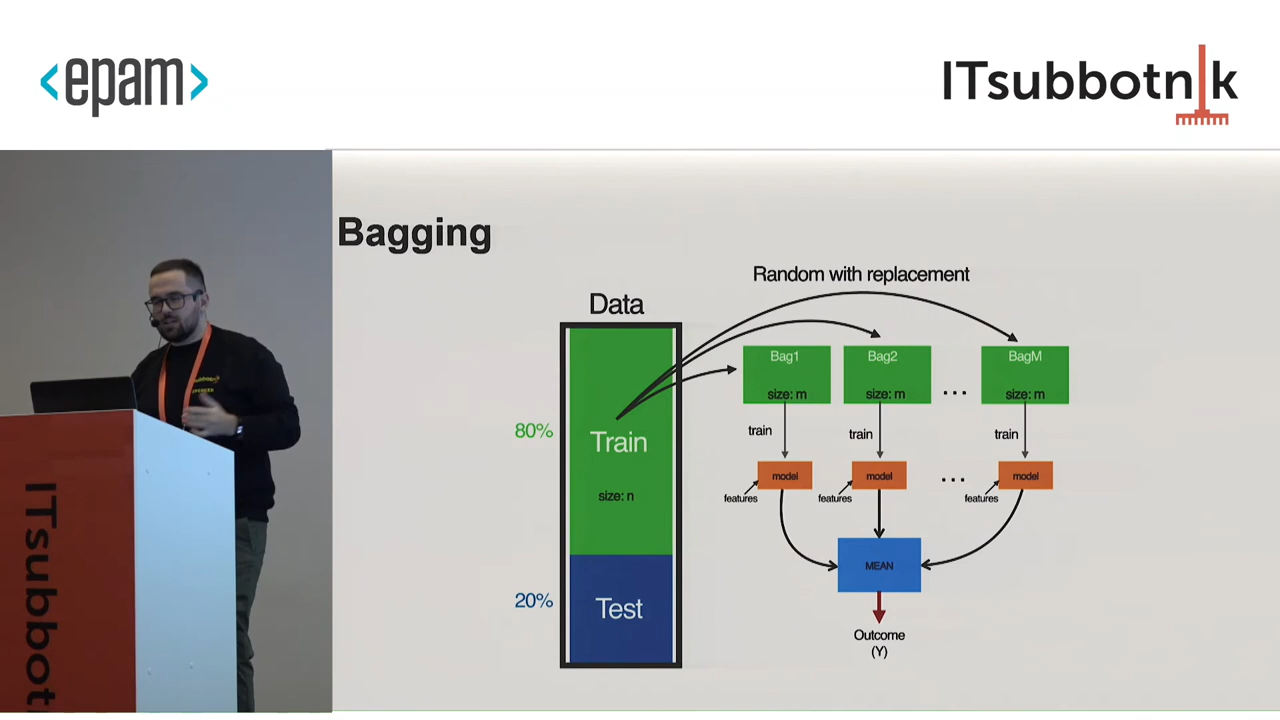 <epam>
ITsubbotnik
Bagging
Random with replacement
Data
Bag1
Bag2
BagM
size: m
size: m
...
size: m
80%
train
train
train
Train
model
model
...
model
size: n
features
features
features
MEAN
20%
Test
Outcome
(Y)
ITsubbot